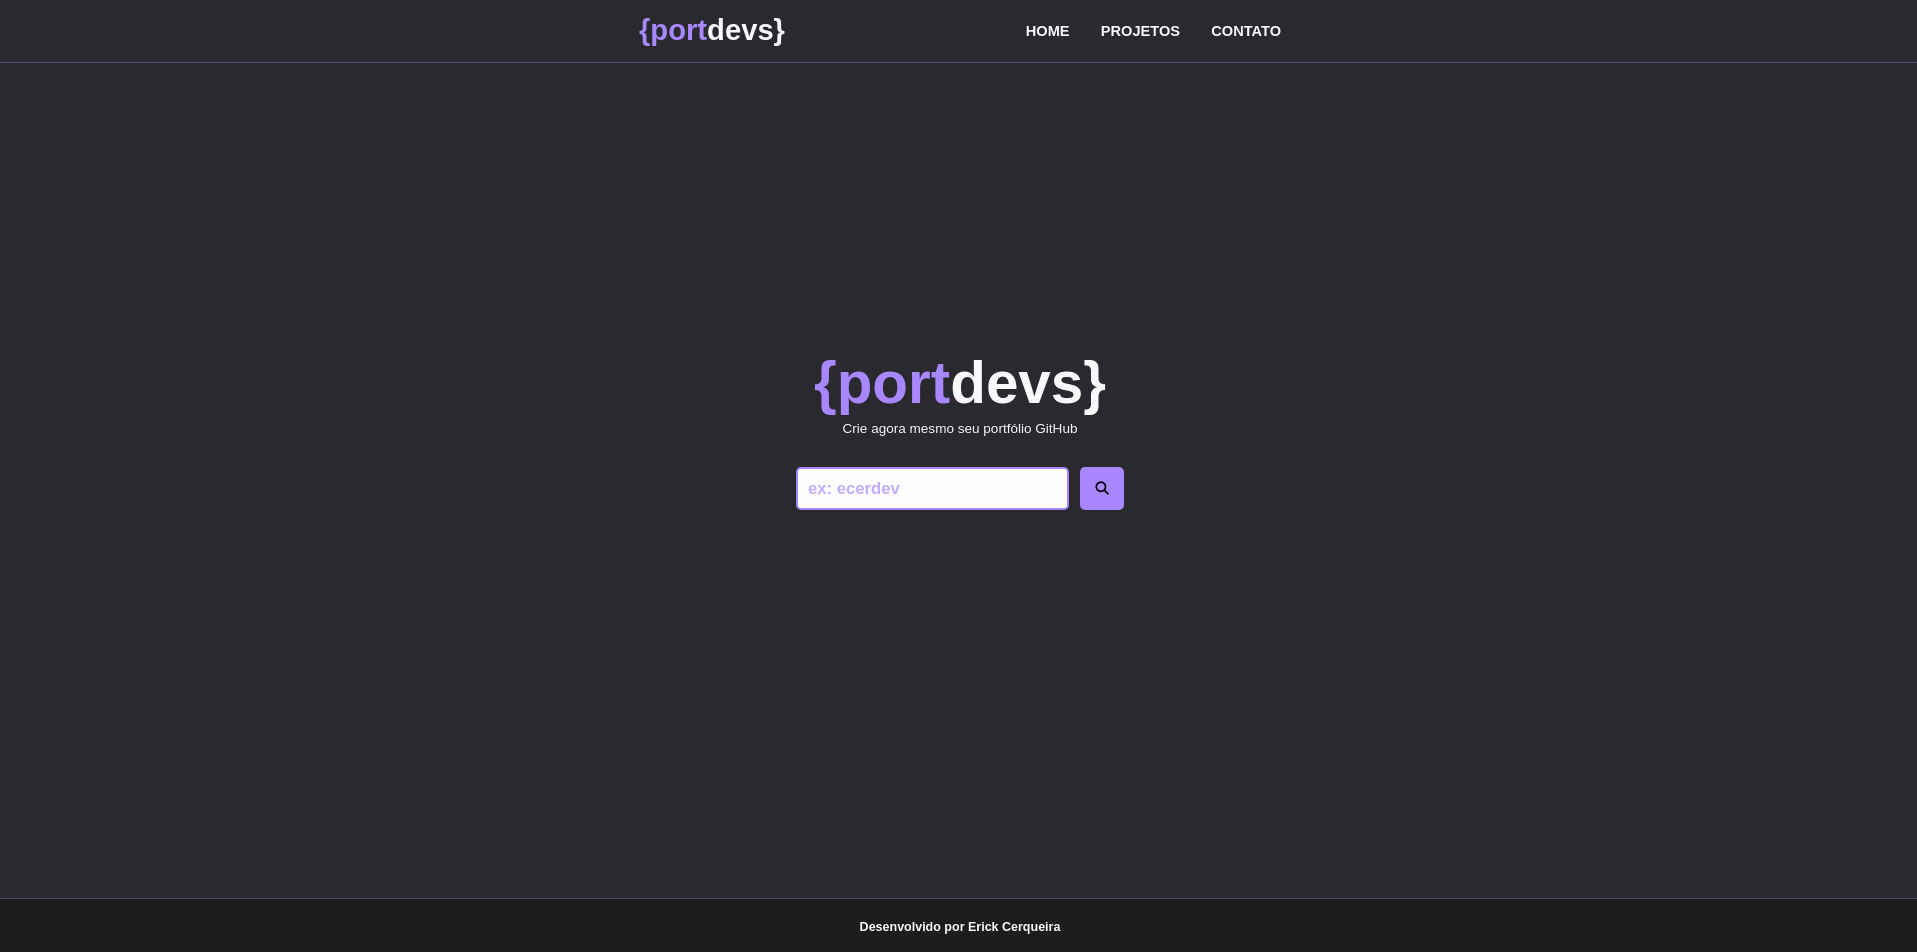 {portdevs}
HOME PROJETOS CONTATO
{portdevs}
Crie agora mesmo seu portfólio GitHub
ex: ecerdev
Desenvolvido por Erick Cerqueira